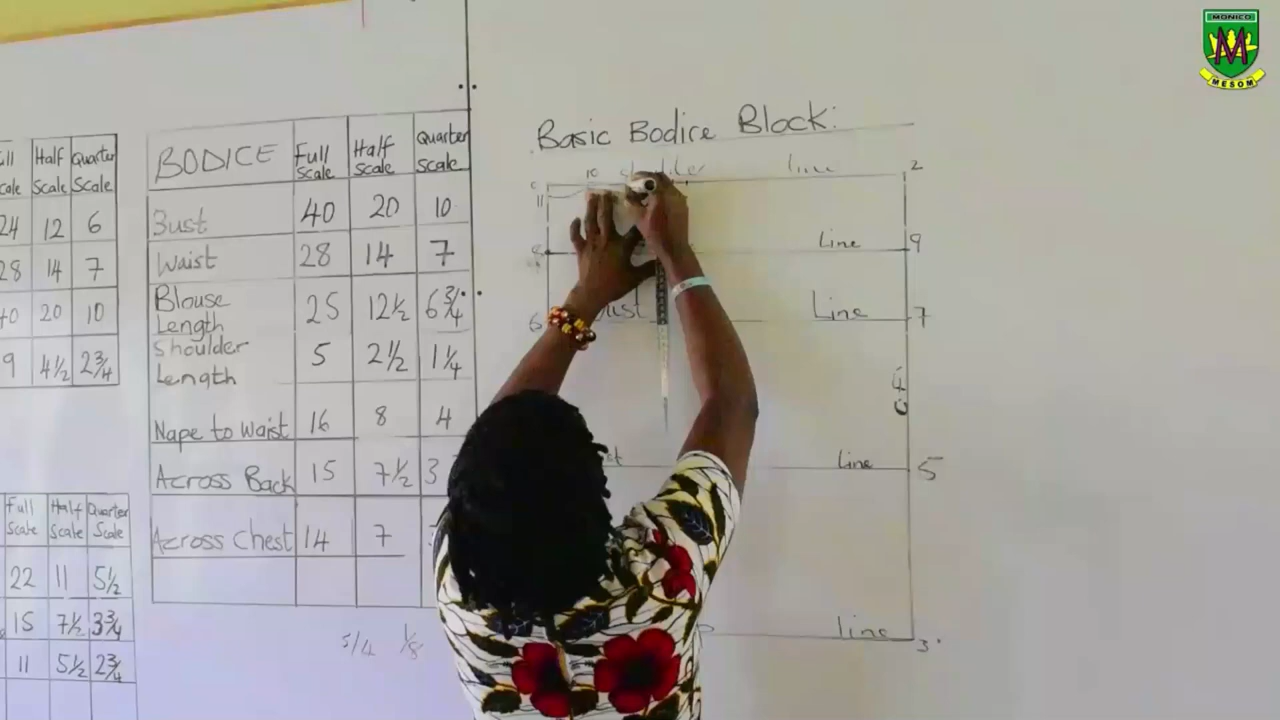 MONICO
M
MESOM
Half Quarter
Scale Scale
24 12 6
28 14 7
40 20 10
9 4½ 2¾
BODICE Full Scale Half Scale Quarter Scale
Bust 40 20 10
Waist 28 14 7
Blouse Length 25 12½ 6¾
Shoulder Length 5 2½ 1¼
Nape to Waist 16 8 4
Across Back 15 7½ 3
Across Chest 14 7
5/4 ⅛
Full Scale Half Scale Quarter Scale
22 11 5½
15 7½ 3¾
11 5½ 2¾
Basic Bodice Block:
10 line 2
11
8 Line 9
6 Line 7
Line 5
line 3